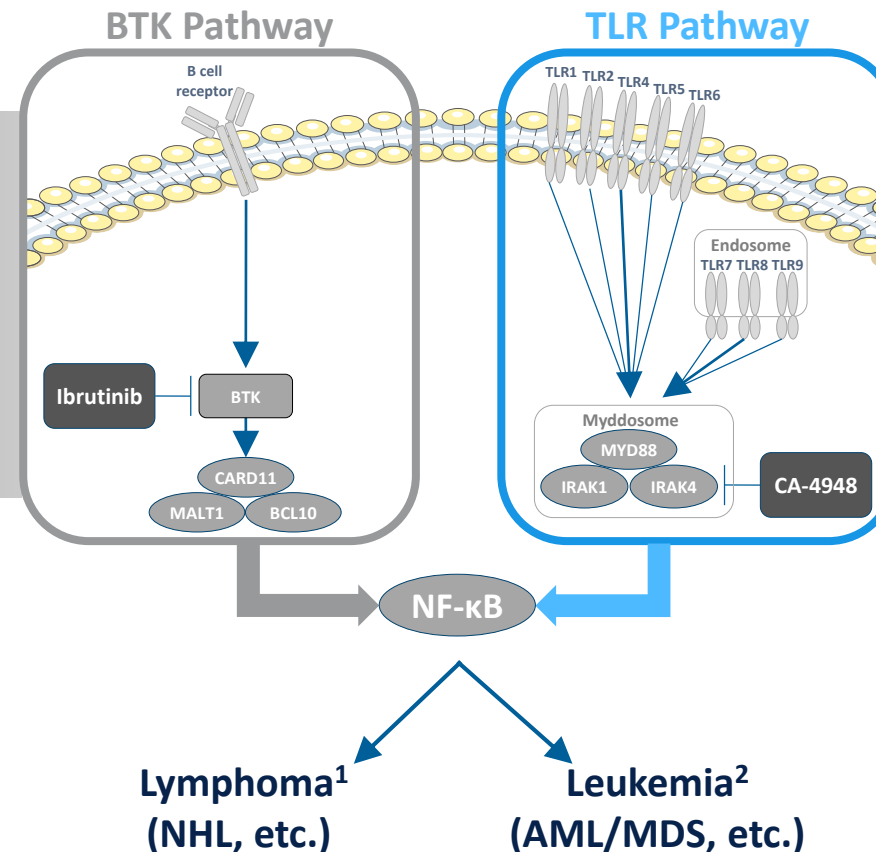 BTK Pathway
B cell
receptor
Ibrutinib
BTK
CARD11
MALT1
BCL10
TLR Pathway
TLR1
TLR2
TLR4
TLR5
TLR6
Endosome
TLR7 TLR8 TLR9
Myddosome
MYD88
IRAK1
IRAK4
CA-4948
NF-κB
Lymphoma¹
(NHL, etc.)
Leukemia²
(AML/MDS, etc.)